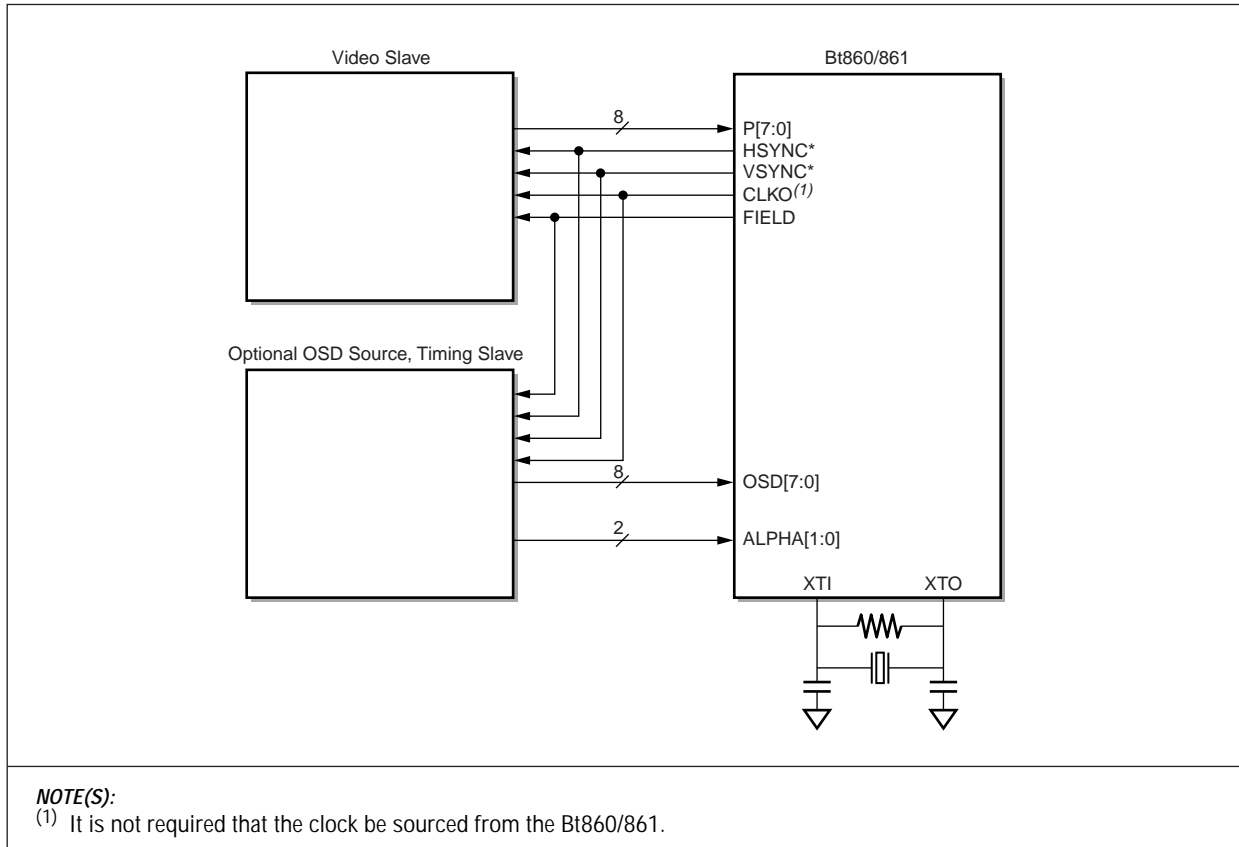 Video Slave
Bt860/861
8
P[7:0]
HSYNC*
VSYNC*
CLKO(1)
FIELD
Optional OSD Source, Timing Slave
8
OSD[7:0]
2
ALPHA[1:0]
XTI
XTO
NOTE(S):
(1) It is not required that the clock be sourced from the Bt860/861.